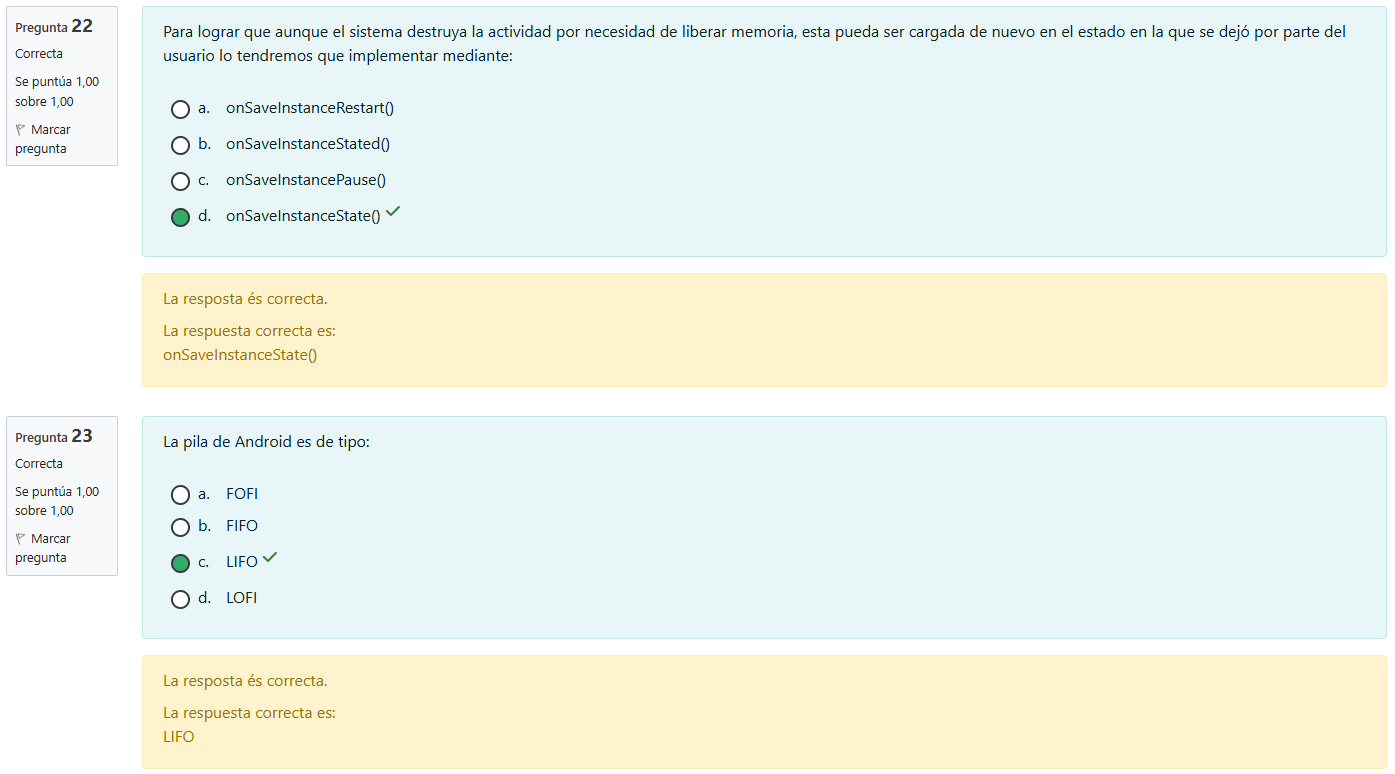 Pregunta 22
Correcta
Se puntúa 1,00
sobre 1,00
Marcar
pregunta
Para lograr que aunque el sistema destruya la actividad por necesidad de liberar memoria, esta pueda ser cargada de nuevo en el estado en la que se dejó por parte del
usuario lo tendremos que implementar mediante:
a. onSaveInstanceRestart()
b. onSaveInstanceStated()
c. onSaveInstancePause()
d. onSaveInstanceState()
La resposta és correcta.
La respuesta correcta es:
onSaveInstanceState()
Pregunta 23
Correcta
Se puntúa 1,00
sobre 1,00
Marcar
pregunta
La pila de Android es de tipo:
a. FOFI
b. FIFO
c. LIFO
d. LOFI
La resposta és correcta.
La respuesta correcta es:
LIFO